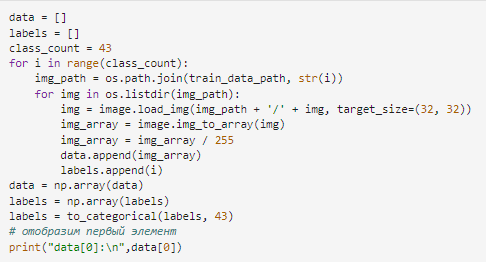 data = []
labels = []
class_count = 43
for i in range(class_count):
    img_path = os.path.join(train_data_path, str(i))
    for img in os.listdir(img_path):
        img = image.load_img(img_path + '/' + img, target_size=(32, 32))
        img_array = image.img_to_array(img)
        img_array = img_array / 255
        data.append(img_array)
        labels.append(i)
data = np.array(data)
labels = np.array(labels)
labels = to_categorical(labels, 43)
# отобразим первый элемент
print("data[0]:\n",data[0])